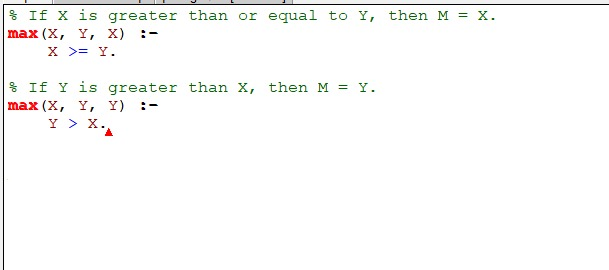 % If X is greater than or equal to Y, then M = X.
max(X, Y, X) :-
    X >= Y.

% If Y is greater than X, then M = Y.
max(X, Y, Y) :-
    Y > X.